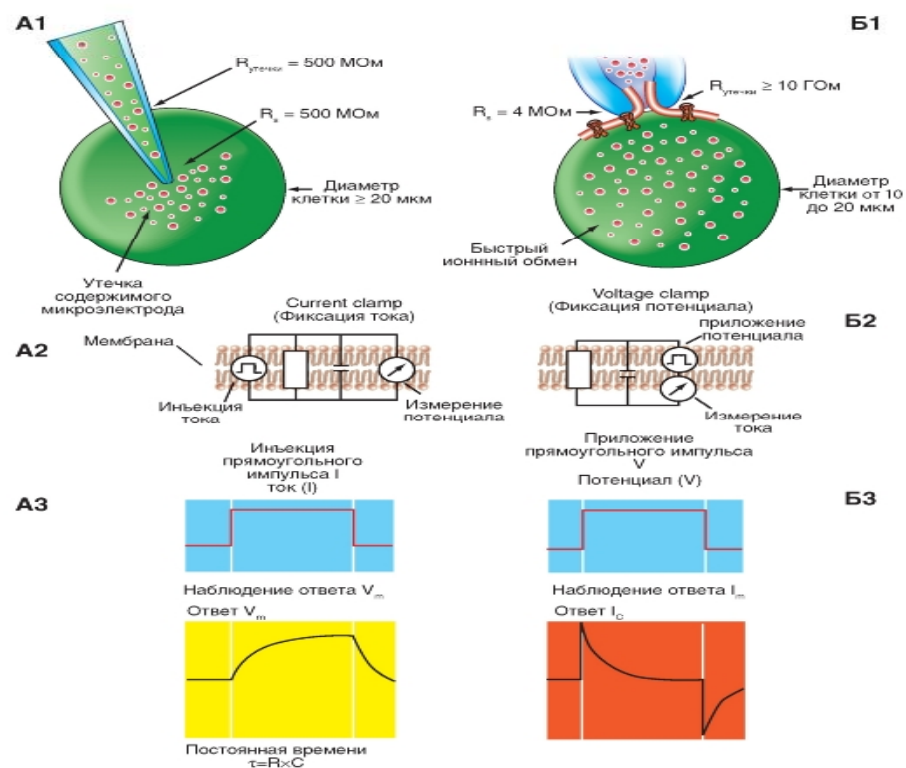 А1
Rутечки = 500 МОм
Rs = 500 МОм
Диаметр
клетки ≥ 20 мкм
Утечка
содержимого
микроэлектрода
Б1
Rутечки ≥ 10 ГОм
Rs = 4 МОм
Диаметр
клетки от 10
до 20 мкм
Быстрый
ионнный обмен
А2
Current clamp
(Фиксация тока)
Мембрана
Инъекция
тока
Измерение
потенциала
Б2
Voltage clamp
(Фиксация потенциала)
приложение
потенциала
Измерение
тока
А3
Инъекция
прямоугольного
импульса I
ток (I)
Наблюдение ответа Vm
ответ Vm
Постоянная времени
τ=R×C
Б3
Приложение
прямоугольного импульса
V
Потенциал (V)
Наблюдение ответа Im
ответ IC